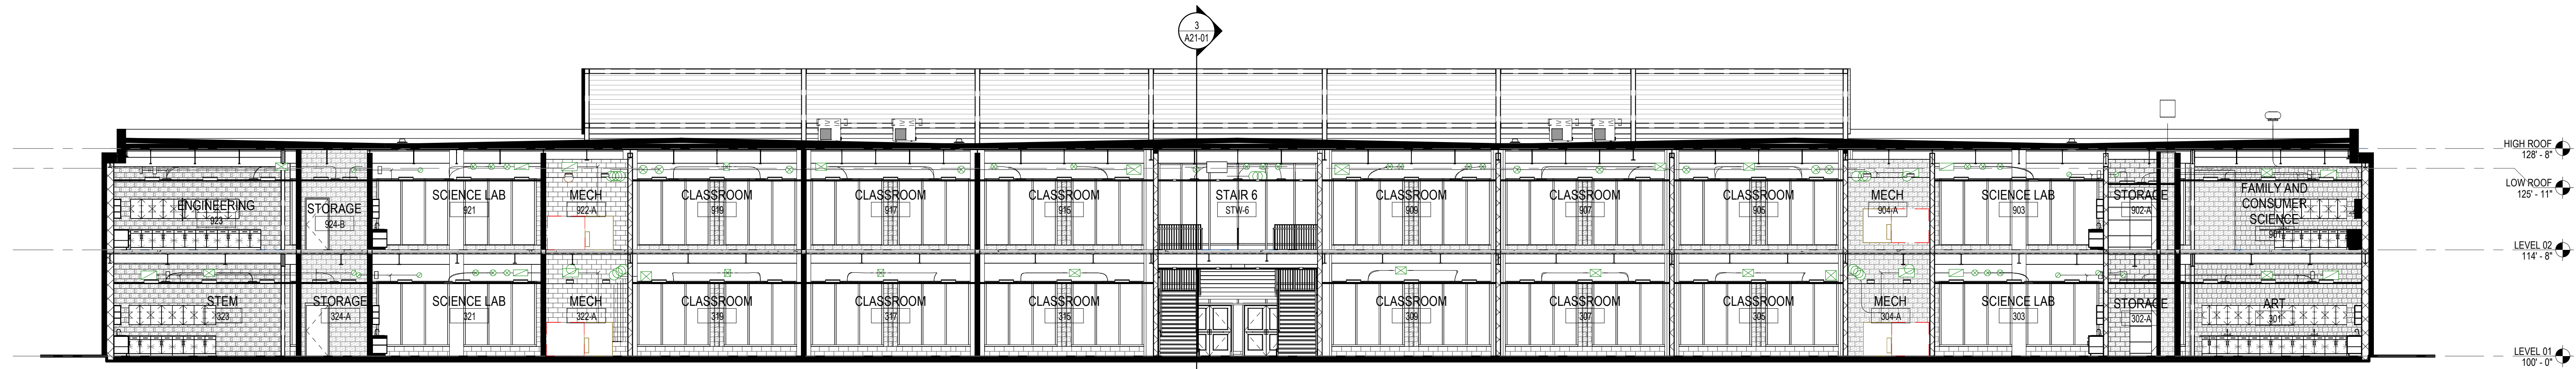 3
A21-01
HIGH ROOF
128' - 8"
LOW ROOF
125' - 11"
LEVEL 02
114' - 8"
LEVEL 01
100' - 0"
ENGINEERING
923
STORAGE
924-B
SCIENCE LAB
921
MECH
922-A
CLASSROOM
919
CLASSROOM
917
CLASSROOM
915
STAIR 6
STW-6
CLASSROOM
909
CLASSROOM
907
CLASSROOM
905
MECH
904-A
SCIENCE LAB
903
STORAGE
902-A
FAMILY AND
CONSUMER
SCIENCE
901
STEM
323
STORAGE
324-A
SCIENCE LAB
321
MECH
322-A
CLASSROOM
319
CLASSROOM
317
CLASSROOM
315
CLASSROOM
309
CLASSROOM
307
CLASSROOM
305
MECH
304-A
SCIENCE LAB
303
STORAGE
302-A
ART
301